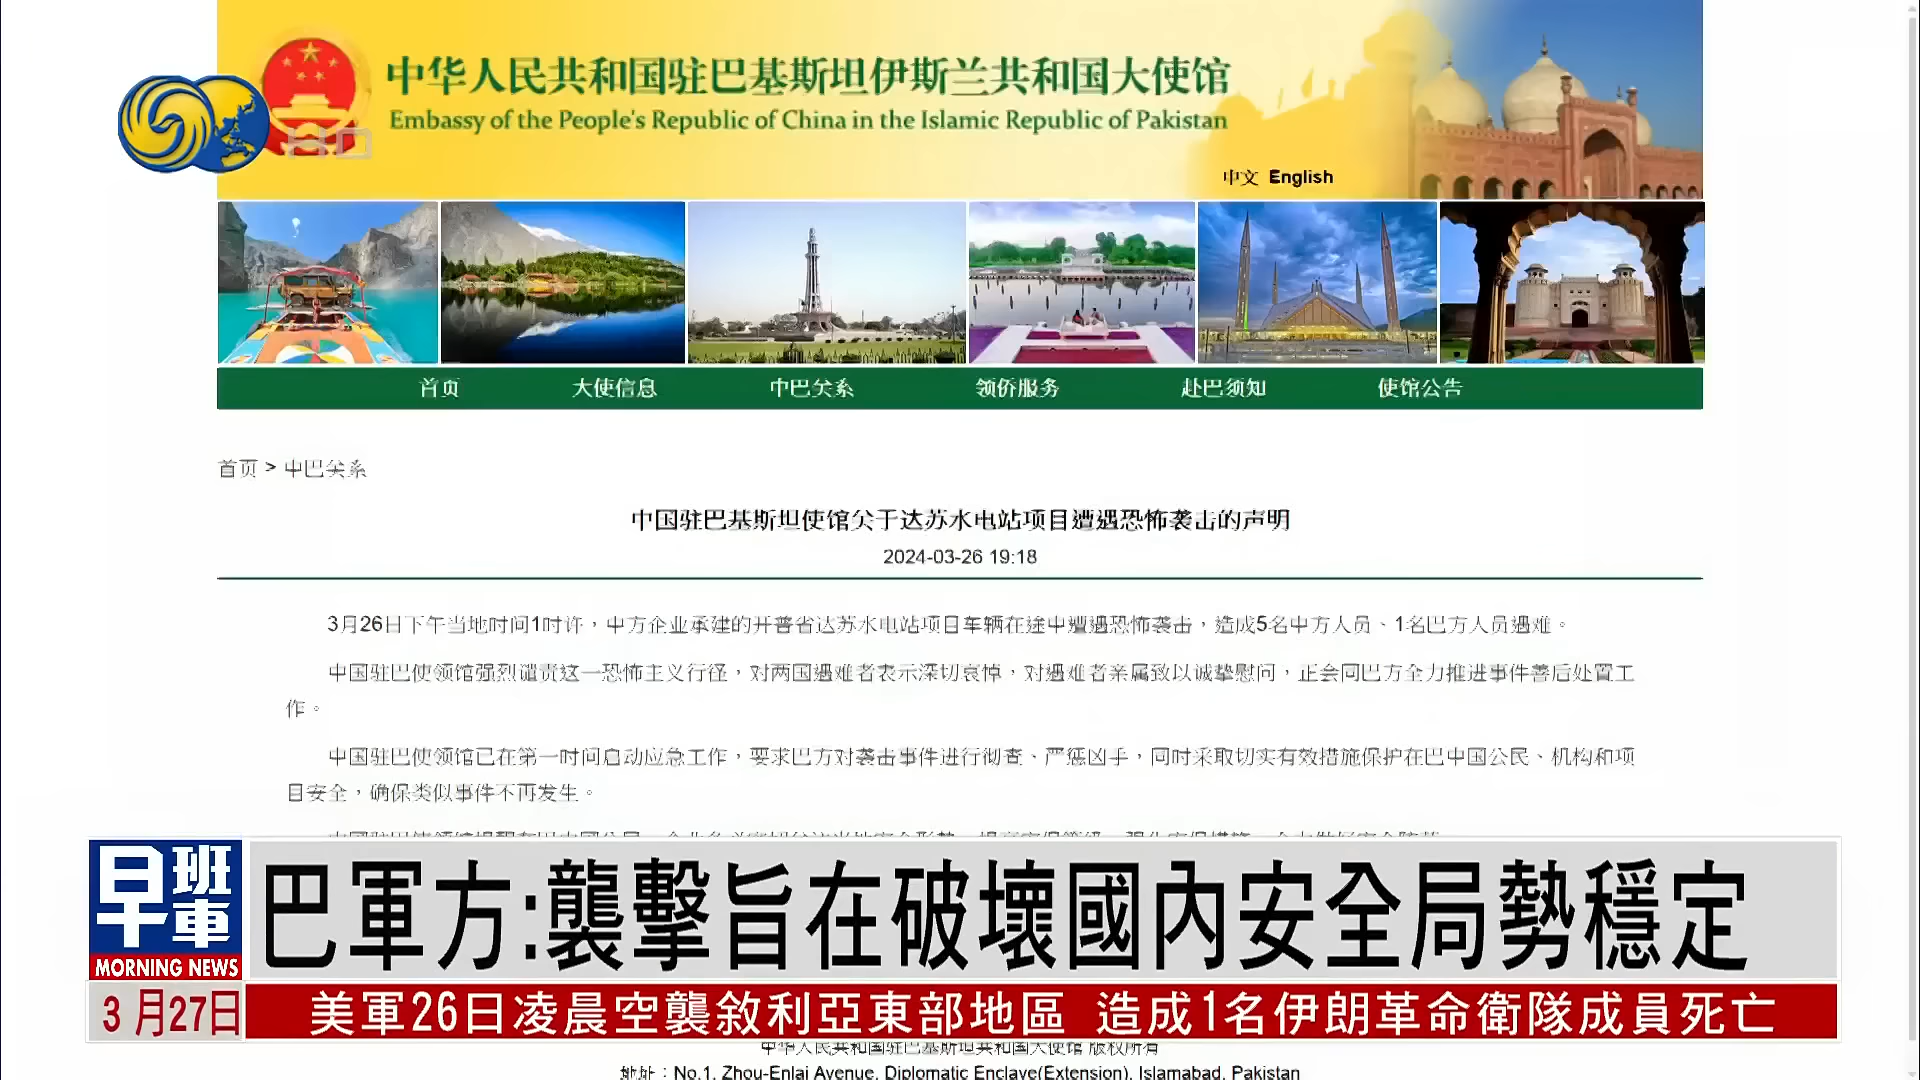 中华人民共和国驻巴基斯坦伊斯兰共和国大使馆
Embassy of the People's Republic of China in the Islamic Republic of Pakistan
中文 English
首页 大使信息 中巴关系 领侨服务 赴巴须知 使馆公告
首页 > 中巴关系
中国驻巴基斯坦使馆关于达苏水电站项目遭遇恐怖袭击的声明
2024-03-26 19:18
3月26日下午当地时间1时许，中方企业承建的开普省达苏水电站项目车辆在途中遭遇恐怖袭击，造成5名中方人员、1名巴方人员遇难。
中国驻巴使领馆强烈谴责这一恐怖主义行径，对两国遇难者表示深切哀悼，对遇难者亲属致以诚挚慰问，正会同巴方全力推进事件善后处置工
作。
中国驻巴使领馆已在第一时间启动应急工作，要求巴方对袭击事件进行彻查、严惩凶手，同时采取切实有效措施保护在巴中国公民、机构和项
目安全，确保类似事件不再发生。
早班車
MORNING NEWS
巴軍方:襲擊旨在破壞國內安全局勢穩定
3月27日
美軍26日凌晨空襲敘利亞東部地區 造成1名伊朗革命衛隊成員死亡
中华人民共和国驻巴基斯坦共和国大使馆 版权所有
地址：No.1, Zhou-Enlai Avenue, Diplomatic Enclave(Extension), Islamabad, Pakistan